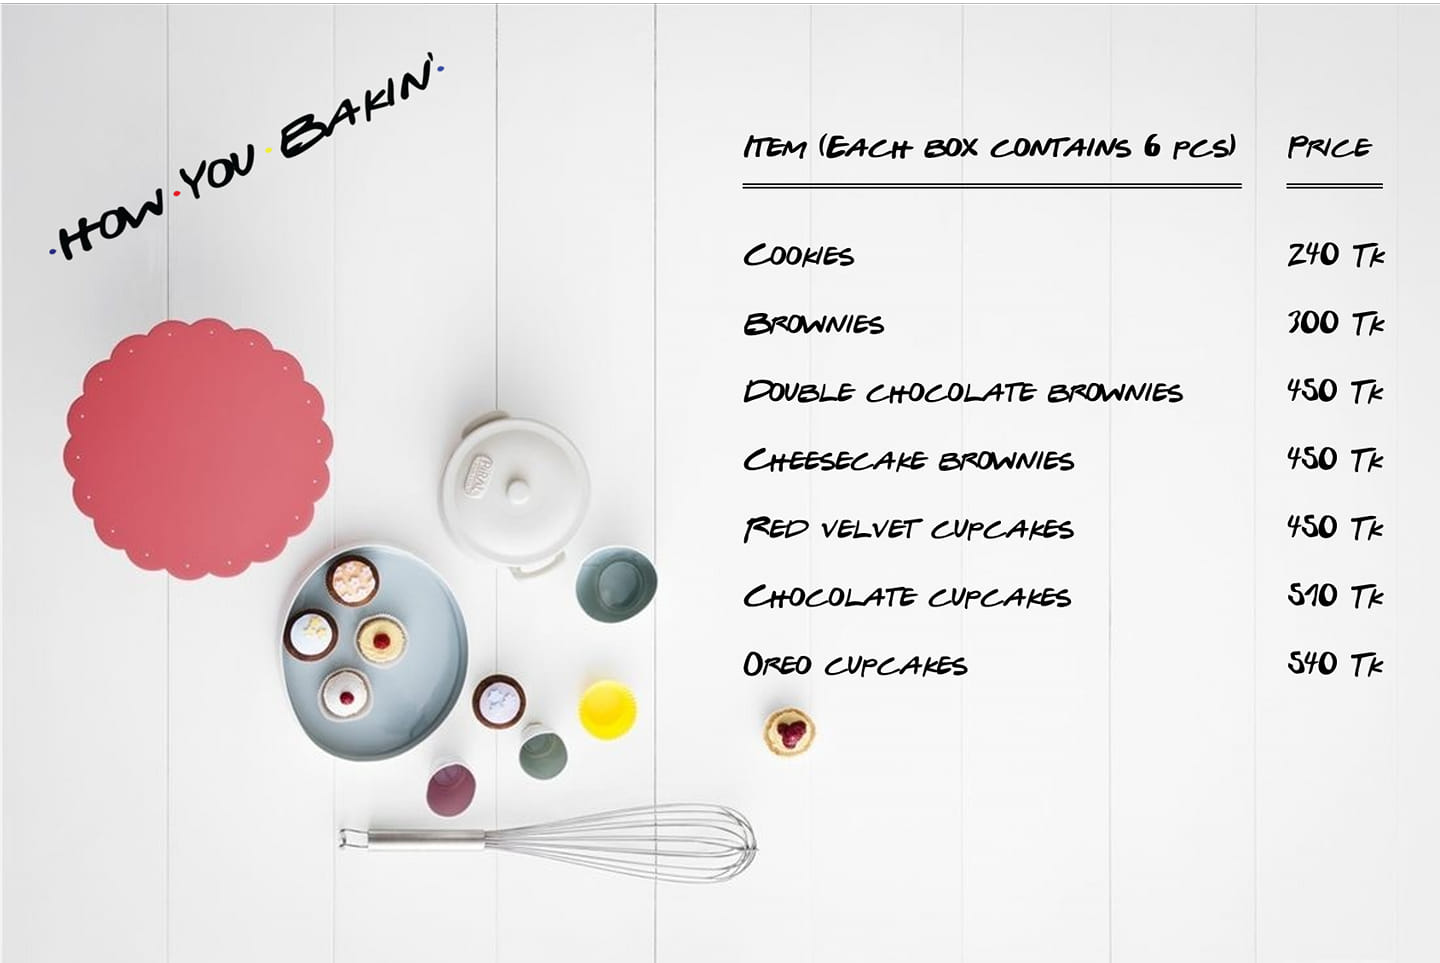 ·How·You·Bakin'·
Item (Each box contains 6 pcs) Price
Cookies 240 Tk
Brownies 300 Tk
Double chocolate brownies 450 Tk
Cheesecake brownies 450 Tk
Red velvet cupcakes 450 Tk
Chocolate cupcakes 510 Tk
Oreo cupcakes 540 Tk